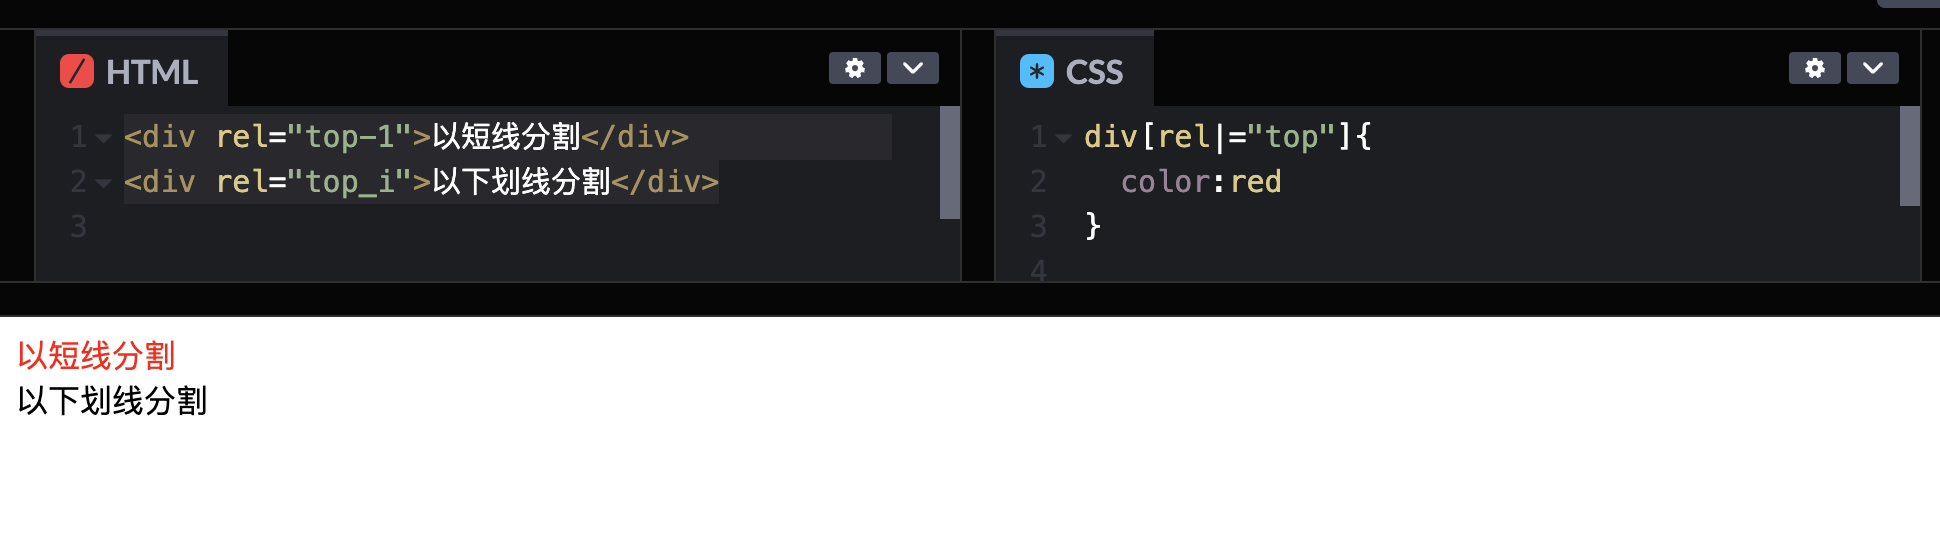 HTML
1 <div rel="top-1">以短线分割</div>
2 <div rel="top_i">以下划线分割</div>
3
CSS
1 div[rel|="top"]{
2 color:red
3 }
4
以短线分割
以下划线分割